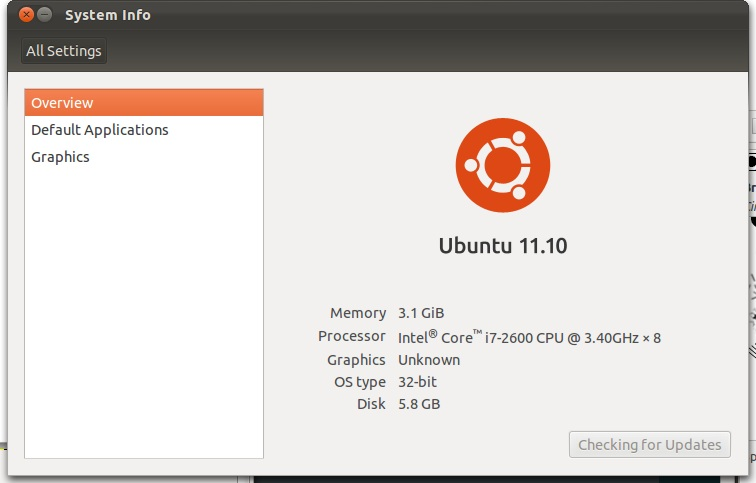 System Info
All Settings
Overview
Default Applications
Graphics
Ubuntu 11.10
Memory 3.1 GiB
Processor Intel® Core™ i7-2600 CPU @ 3.40GHz × 8
Graphics Unknown
OS type 32-bit
Disk 5.8 GB
Checking for Updates